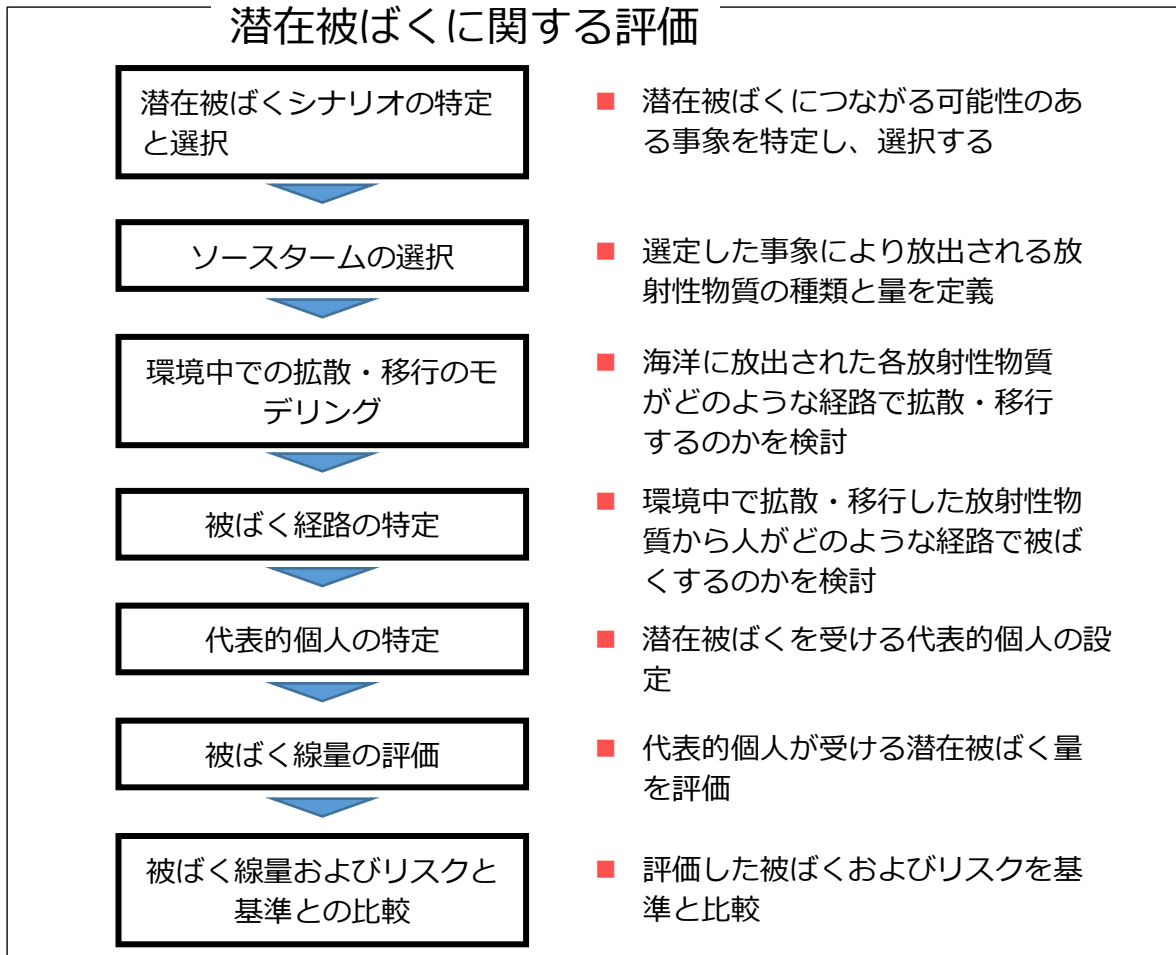 潜在被ばくに関する評価
潜在被ばくシナリオの特定
と選択
■ 潜在被ばくにつながる可能性のあ
る事象を特定し、選択する
ソースタームの選択
■ 選定した事象により放出される放
射性物質の種類と量を定義
環境中での拡散・移行のモ
デリング
■ 海洋に放出された各放射性物質
がどのような経路で拡散・移行
するのかを検討
被ばく経路の特定
■ 環境中で拡散・移行した放射性物
質から人がどのような経路で被ば
くするのかを検討
代表的個人の特定
■ 潜在被ばくを受ける代表的個人の設
定
被ばく線量の評価
■ 代表的個人が受ける潜在被ばく量
を評価
被ばく線量およびリスクと
基準との比較
■ 評価した被ばくおよびリスクを基
準と比較